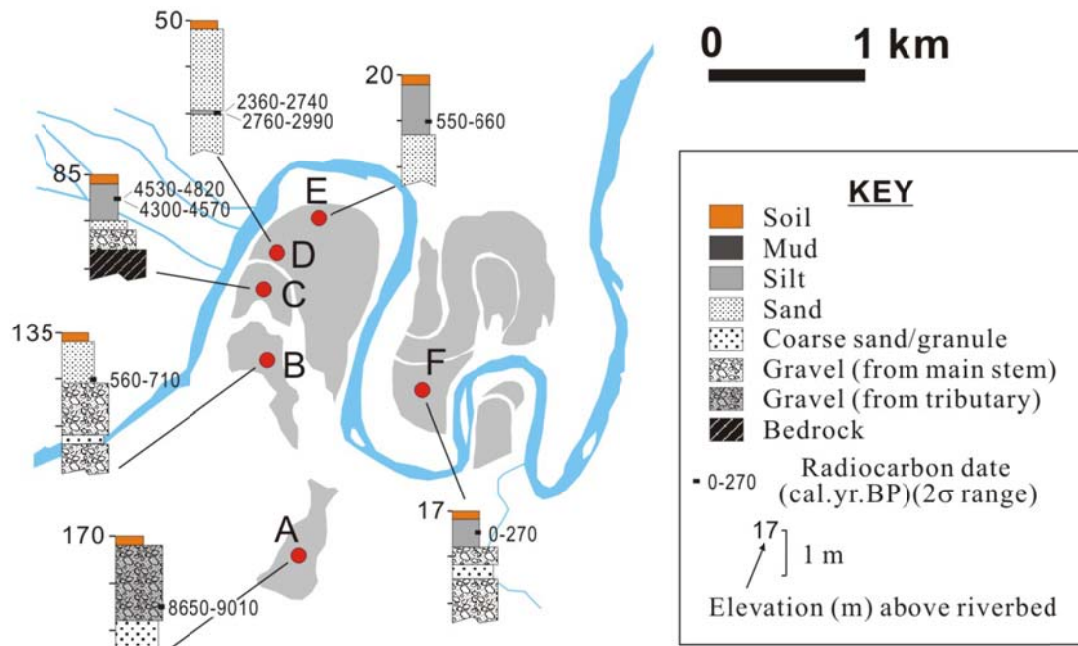 50
2360-2740
2760-2990
20
550-660
85
4530-4820
4300-4570
E
D
C
135
560-710
B
F
170
8650-9010
A
17
0-270
0 1 km
KEY
Soil
Mud
Silt
Sand
Coarse sand/granule
Gravel (from main stem)
Gravel (from tributary)
Bedrock
0-270 Radiocarbon date
(cal.yr.BP)(2σ range)
17
1 m
Elevation (m) above riverbed